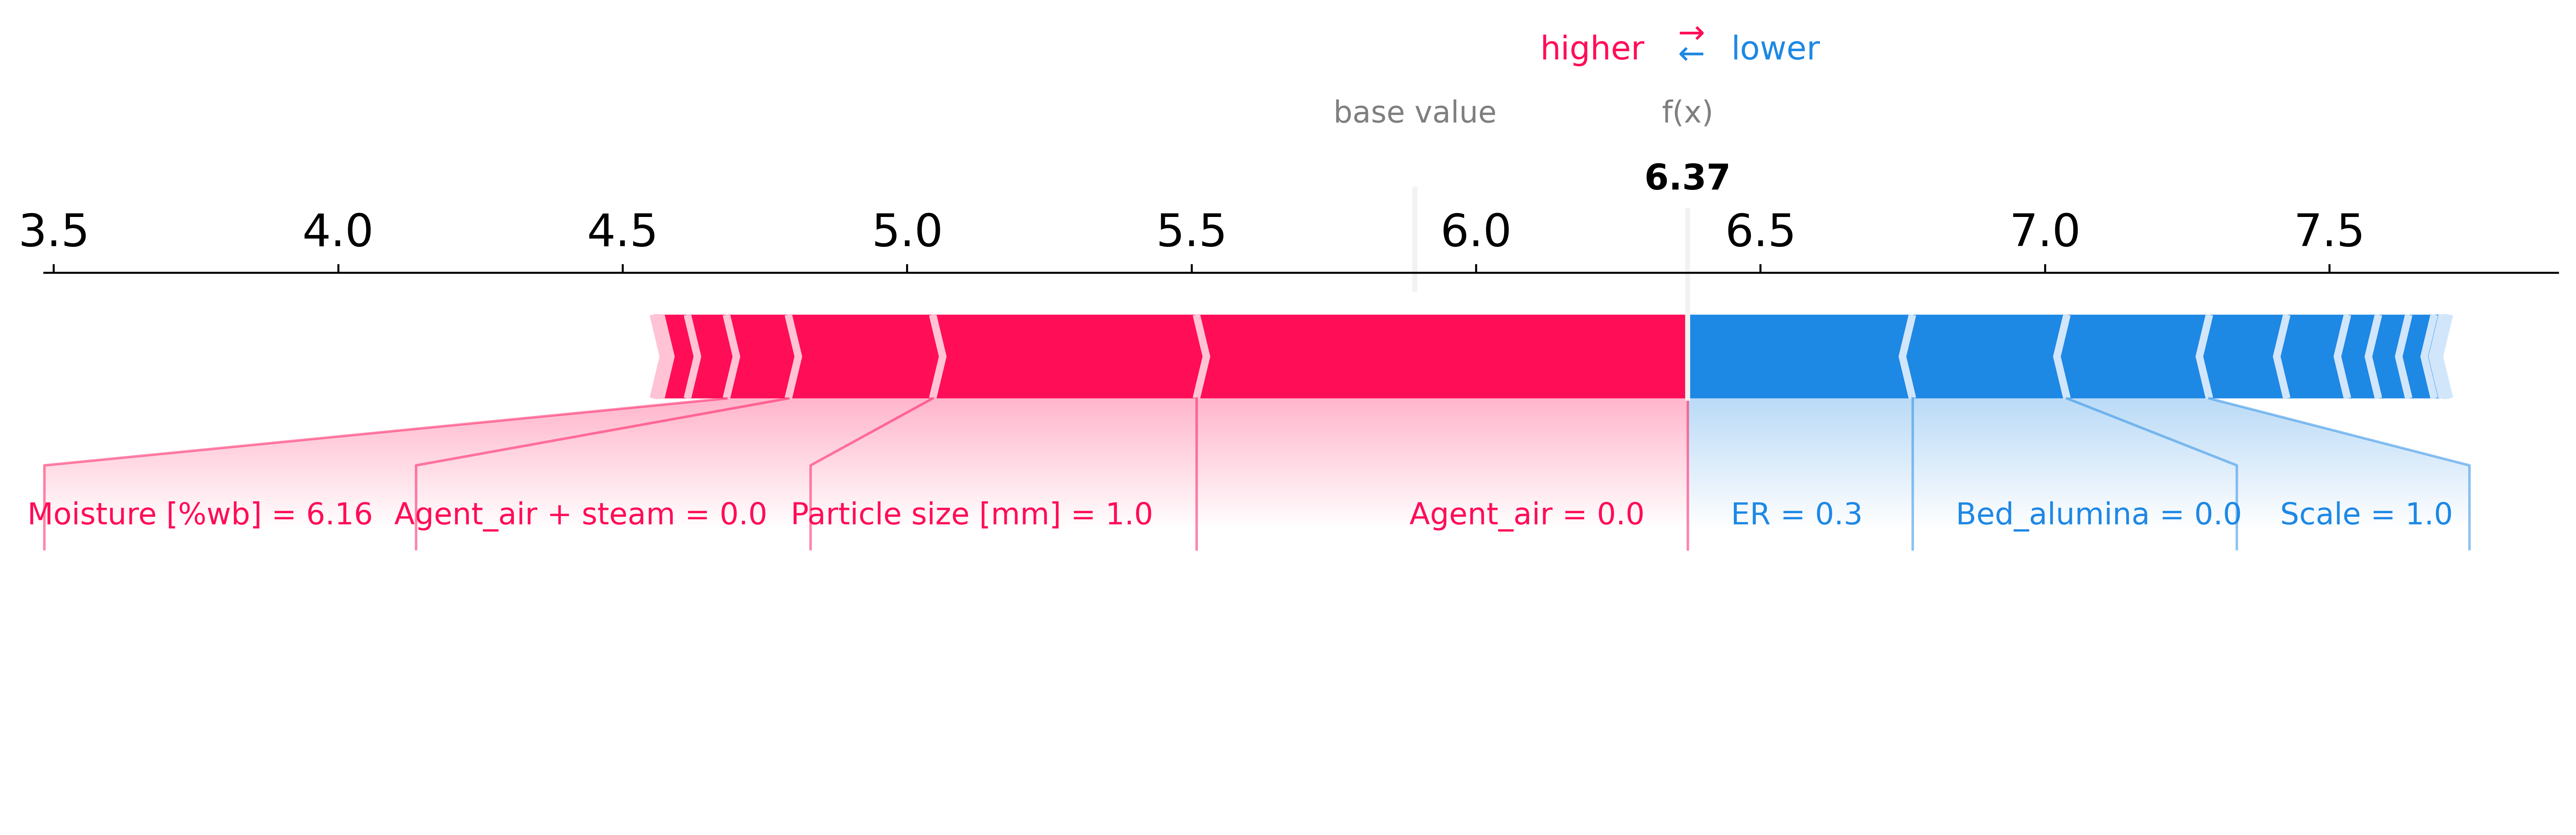 higher → ← lower
base value f(x)
6.37
3.5 4.0 4.5 5.0 5.5 6.0 6.5 7.0 7.5
Moisture [%wb] = 6.16 Agent_air + steam = 0.0 Particle size [mm] = 1.0 Agent_air = 0.0 ER = 0.3 Bed_alumina = 0.0 Scale = 1.0